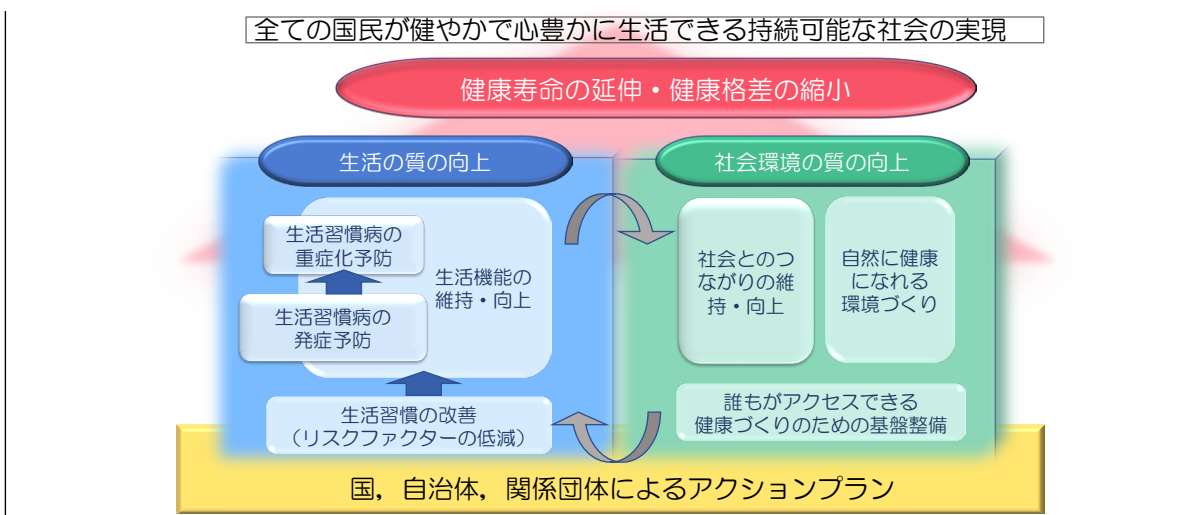 全ての国民が健やかで心豊かに生活できる持続可能な社会の実現
健康寿命の延伸・健康格差の縮小
生活の質の向上
生活習慣病の
重症化予防
生活機能の
維持・向上
生活習慣病の
発症予防
生活習慣の改善
（リスクファクターの低減）
社会環境の質の向上
社会とのつ
ながりの維
持・向上
自然に健康
になれる
環境づくり
誰もがアクセスできる
健康づくりのための基盤整備
国，自治体，関係団体によるアクションプラン